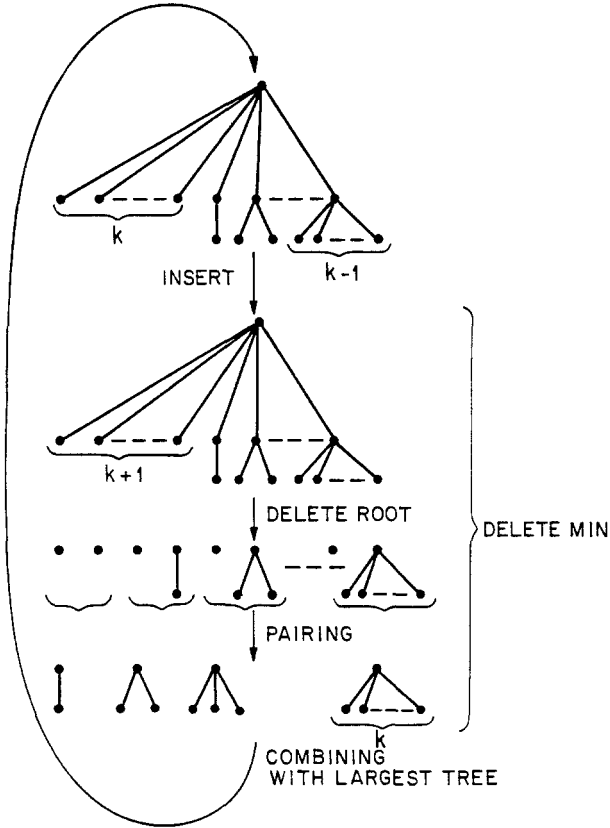 k
k-1
INSERT
k+1
DELETE ROOT
DELETE MIN
PAIRING
k
COMBINING
WITH LARGEST TREE